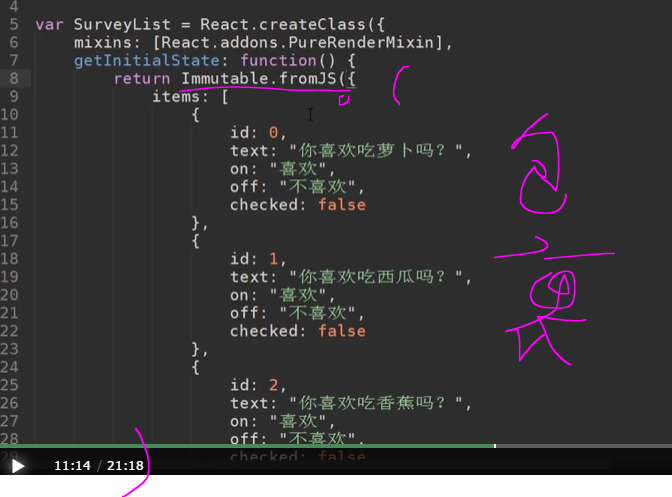 4
5 var SurveyList = React.createClass({
6 mixins: [React.addons.PureRenderMixin],
7 getInitialState: function() {
8 return Immutable.fromJS({
9 items: [
10 {
11 id: 0,
12 text: "你喜欢吃萝卜吗？",
13 on: "喜欢",
14 off: "不喜欢",
15 checked: false
16 },
17 {
18 id: 1,
19 text: "你喜欢吃西瓜吗？",
20 on: "喜欢",
21 off: "不喜欢",
22 checked: false
23 },
24 {
25 id: 2,
26 text: "你喜欢吃香蕉吗？",
27 on: "喜欢",
28 off: "不喜欢",
29 checked: false
11:14 / 21:18